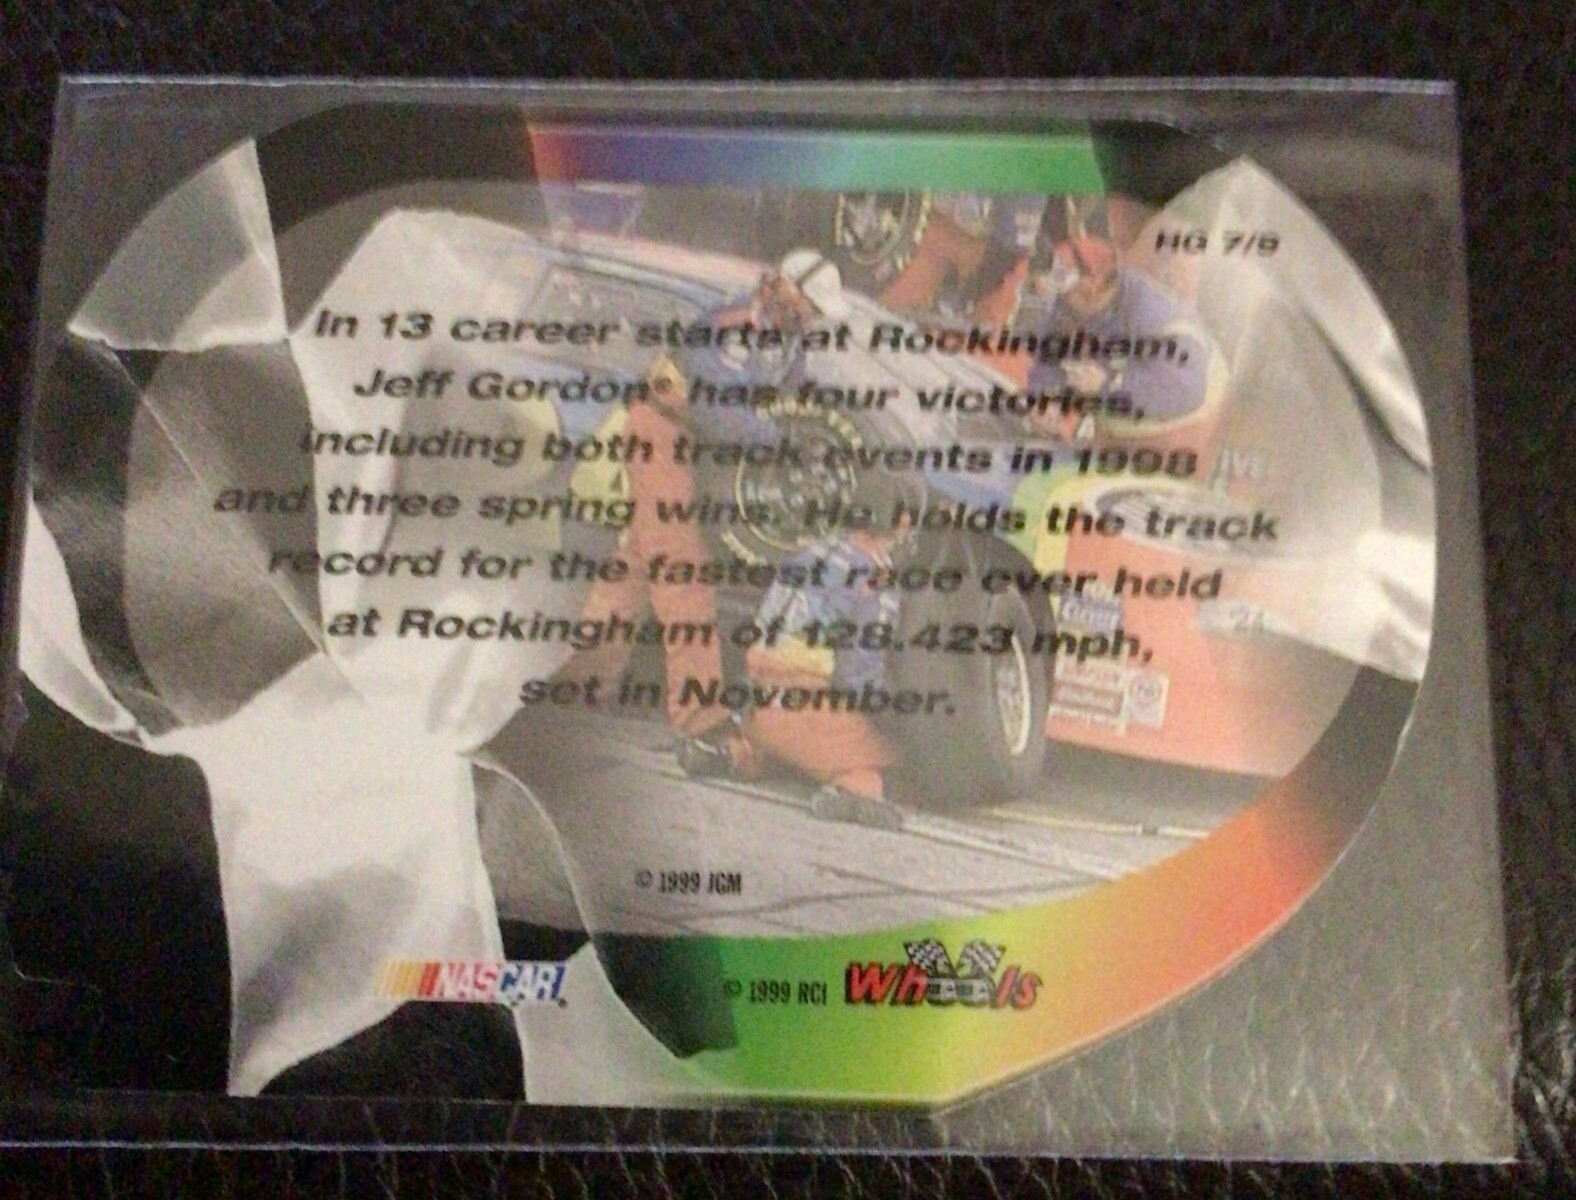 HG 7/9
In 13 career starts at Rockingham,
Jeff Gordon® has four victories,
including both track events in 1998
and three spring wins. He holds the track
record for the fastest race ever held
at Rockingham of 128.423 mph,
set in November.
© 1999 JGM
NASCAR
© 1999 RCI Wheels